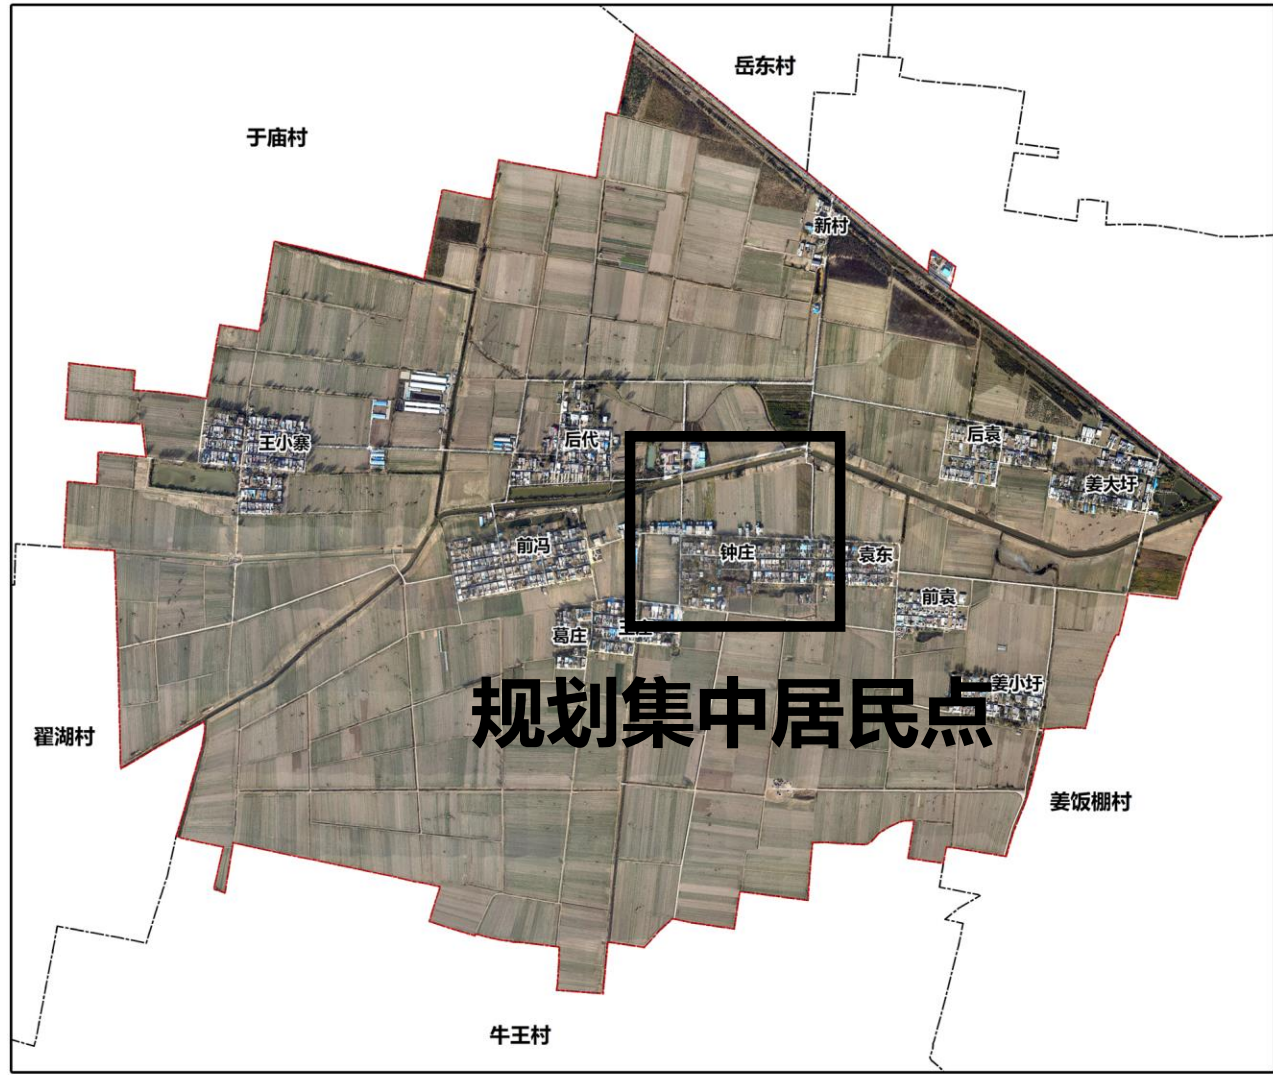 岳东村
于庙村
新村
后代
后袁
王小寨
姜大圩
前冯
钟庄
袁东
前袁
葛庄
姜小圩
规划集中居民点
翟湖村
姜饭棚村
牛王村